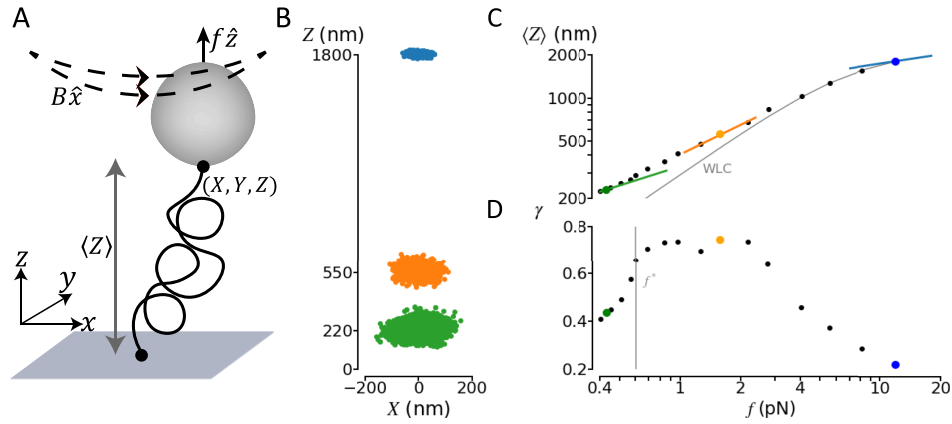 A
f ẑ
B x̂
(X, Y, Z)
⟨Z⟩
z
y
x
B
Z (nm)
1800
550
220
0
−200
0
200
X (nm)
C
⟨Z⟩ (nm)
2000
1000
500
200
WLC
D
γ
0.8
0.6
0.4
0.2
f*
0.4
1
2
4
10
20
f (pN)